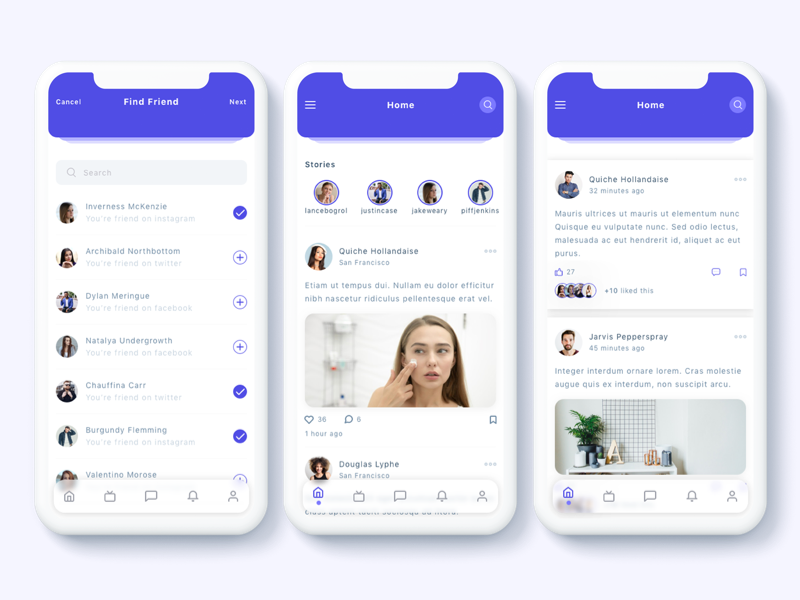 Cancel
Find Friend
Next
Search
Inverness McKenzie
You're friend on instagram
Archibald Northbottom
You're friend on twitter
Dylan Meringue
You're friend on facebook
Natalya Undergrowth
You're friend on facebook
Chauffina Carr
You're friend on twitter
Burgundy Flemming
You're friend on instagram
Valentino Morose
Home
Stories
lancebogrol
justincase
jakeweary
piffjenkins
Quiche Hollandaise
San Francisco
Etiam ut tempus dui. Nullam eu dolor efficitur
nibh nascetur ridiculus pellentesque erat vel.
36
6
1 hour ago
Douglas Lyphe
San Francisco
Home
Quiche Hollandaise
32 minutes ago
Mauris ultrices ut mauris ut elementum nunc
Quisque eu vulputate nunc. Sed odio lectus,
malesuada ac eut hendrerit id, aliquet ac eut
purus.
27
+10 liked this
Jarvis Pepperspray
45 minutes ago
Integer interdum ornare lorem. Cras molestie
augue quis ex interdum, non suscipit arcu.